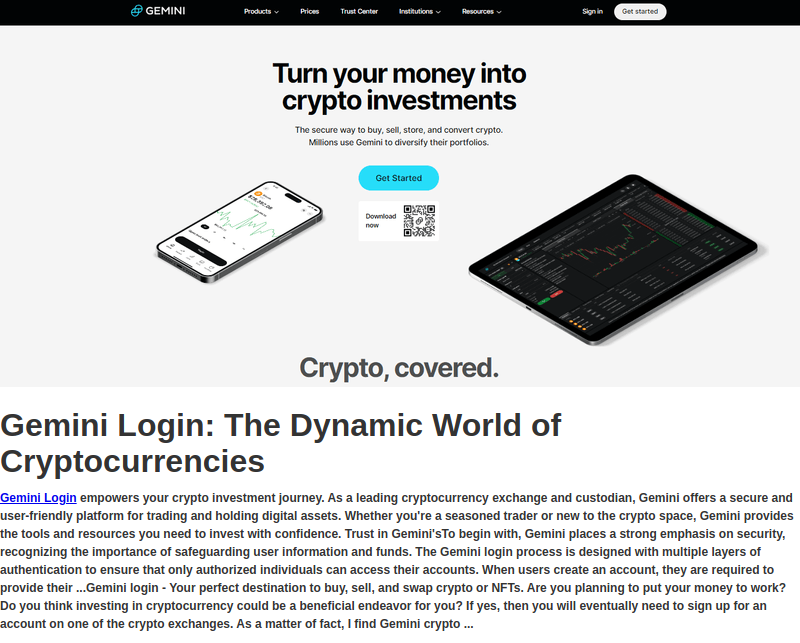 GEMINI
Products Prices Trust Center Institutions Resources Sign in Get started
Turn your money into
crypto investments
The secure way to buy, sell, store, and convert crypto.
Millions use Gemini to diversify their portfolios.
Get Started
Download
now
Crypto, covered.
Gemini Login: The Dynamic World of
Cryptocurrencies
Gemini Login empowers your crypto investment journey. As a leading cryptocurrency exchange and custodian, Gemini offers a secure and
user-friendly platform for trading and holding digital assets. Whether you're a seasoned trader or new to the crypto space, Gemini provides
the tools and resources you need to invest with confidence. Trust in Gemini'sTo begin with, Gemini places a strong emphasis on security,
recognizing the importance of safeguarding user information and funds. The Gemini login process is designed with multiple layers of
authentication to ensure that only authorized individuals can access their accounts. When users create an account, they are required to
provide their ...Gemini login - Your perfect destination to buy, sell, and swap crypto or NFTs. Are you planning to put your money to work?
Do you think investing in cryptocurrency could be a beneficial endeavor for you? If yes, then you will eventually need to sign up for an
account on one of the crypto exchanges. As a matter of fact, I find Gemini crypto ...